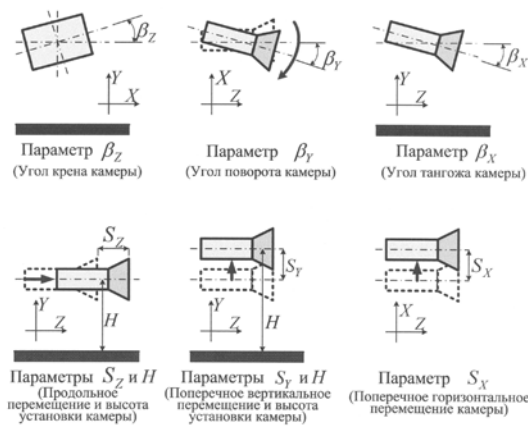 β_Z
β_Y
β_X
Y
X
X
Z
Y
Z
Параметр β_Z
(Угол крена камеры)
Параметр β_Y
(Угол поворота камеры)
Параметр β_X
(Угол тангожа камеры)
S_Z
S_Y
S_X
Y
Z
H
Y
Z
H
X
Z
Параметры S_Z и H
(Продольное
перемещение и высота
установки камеры)
Параметры S_Y и H
(Поперечное вертикальное
перемещение и высота
установки камеры)
Параметр S_X
(Поперечное горизонтальное
перемещение камеры)